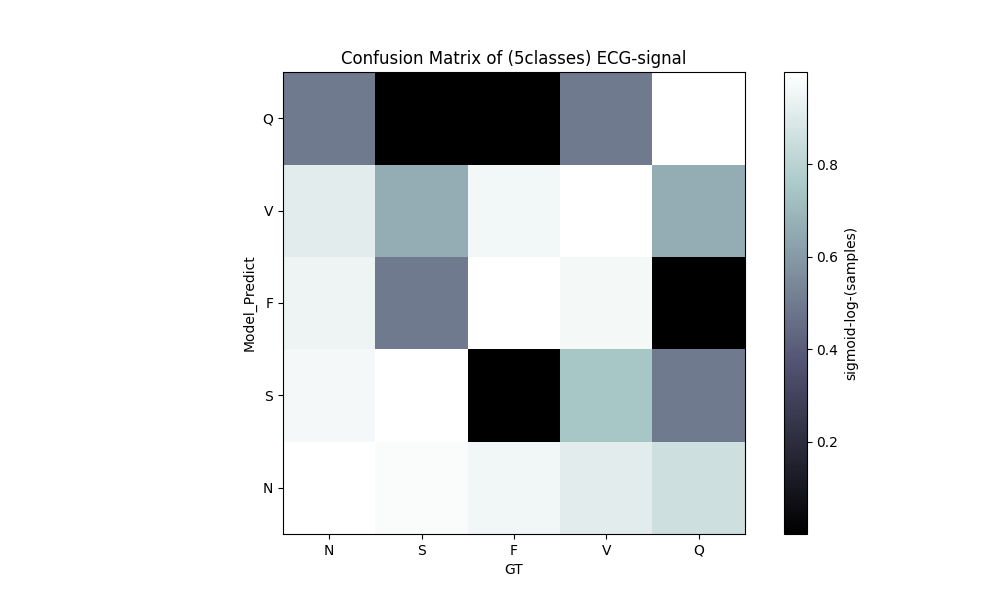 Confusion Matrix of (5classes) ECG-signal
Q
V
F
S
N
Model_Predict
N S F V Q
GT
0.8
0.6
0.4
0.2
sigmoid-log-(samples)